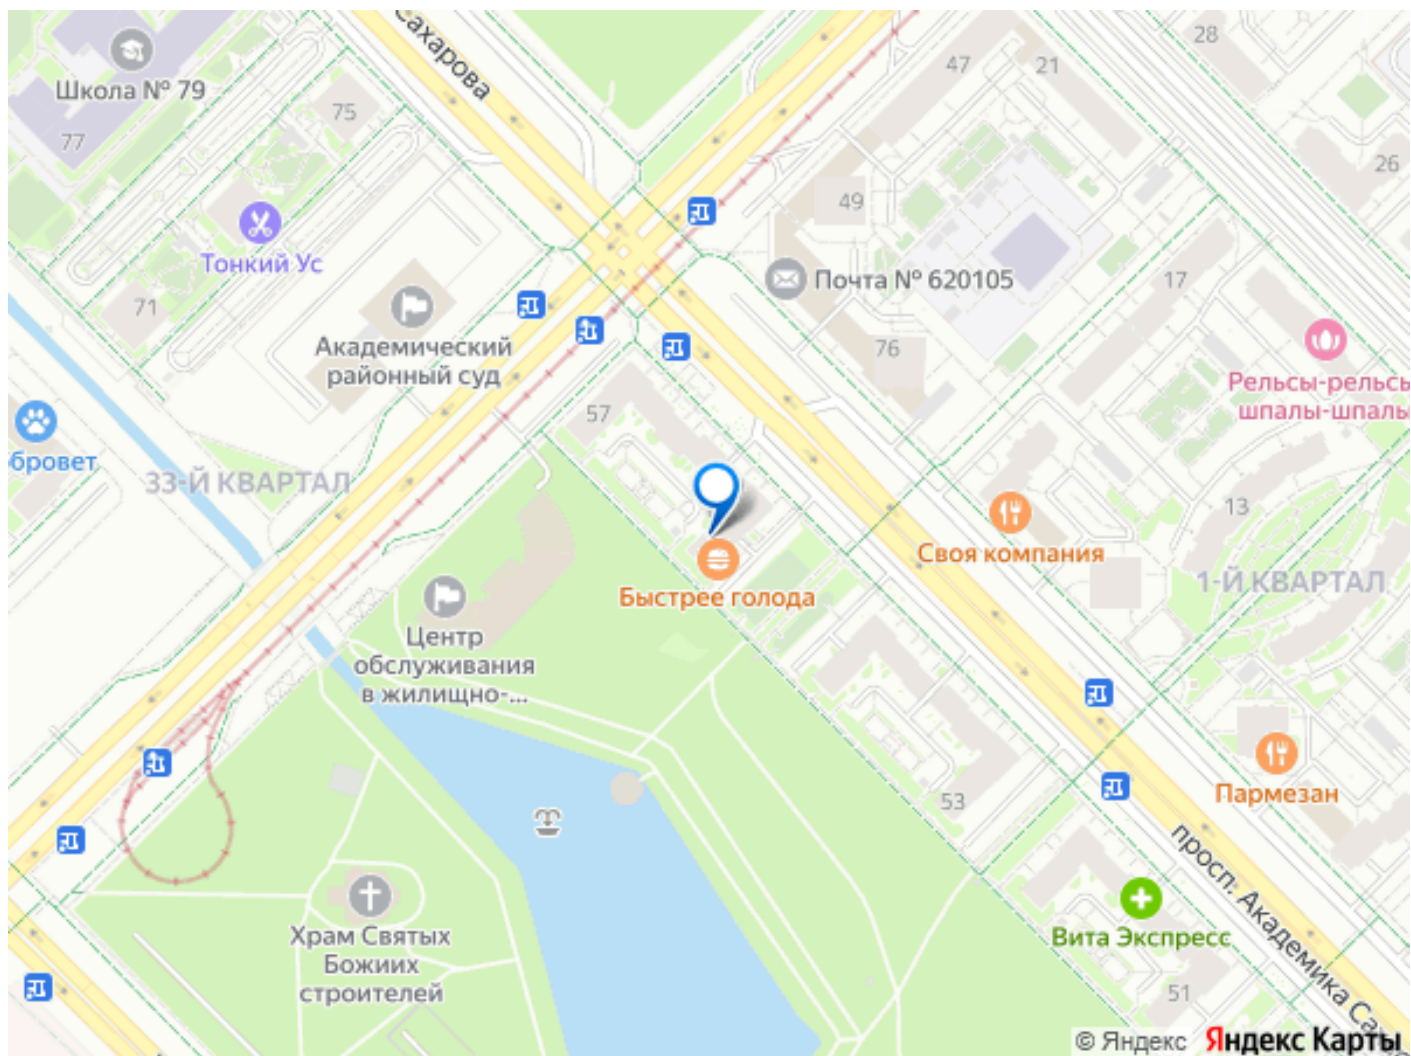 Сахарова
28
47
21
Школа № 79
75
77
26
49
Тонкий Ус
Почта № 620105
17
71
Академический
районный суд
76
Рельсы-рельсы
шпалы-шпалы
57
бровет
33-Й КВАРТАЛ
13
Своя компания
1-Й КВАРТАЛ
Быстрее голода
Центр
обслуживания
в жилищно-...
53
Пармезан
просп. Академика Сах
Вита Экспресс
Храм Святых
Божиих
строителей
51
© Яндекс Яндекс Карты